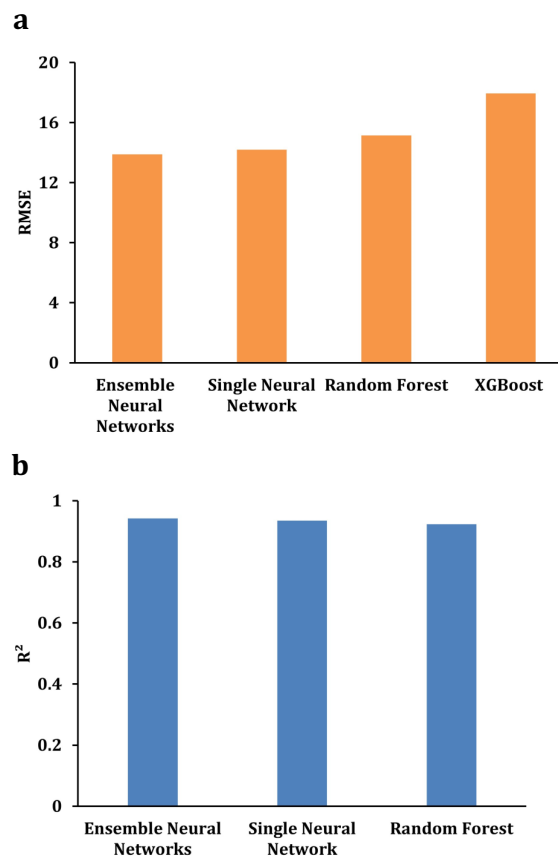 a
20
16
12
8
4
0
RMSE
Ensemble Neural Networks
Single Neural Network
Random Forest
XGBoost
b
1
0.8
0.6
0.4
0.2
0
R²
Ensemble Neural Networks
Single Neural Network
Random Forest